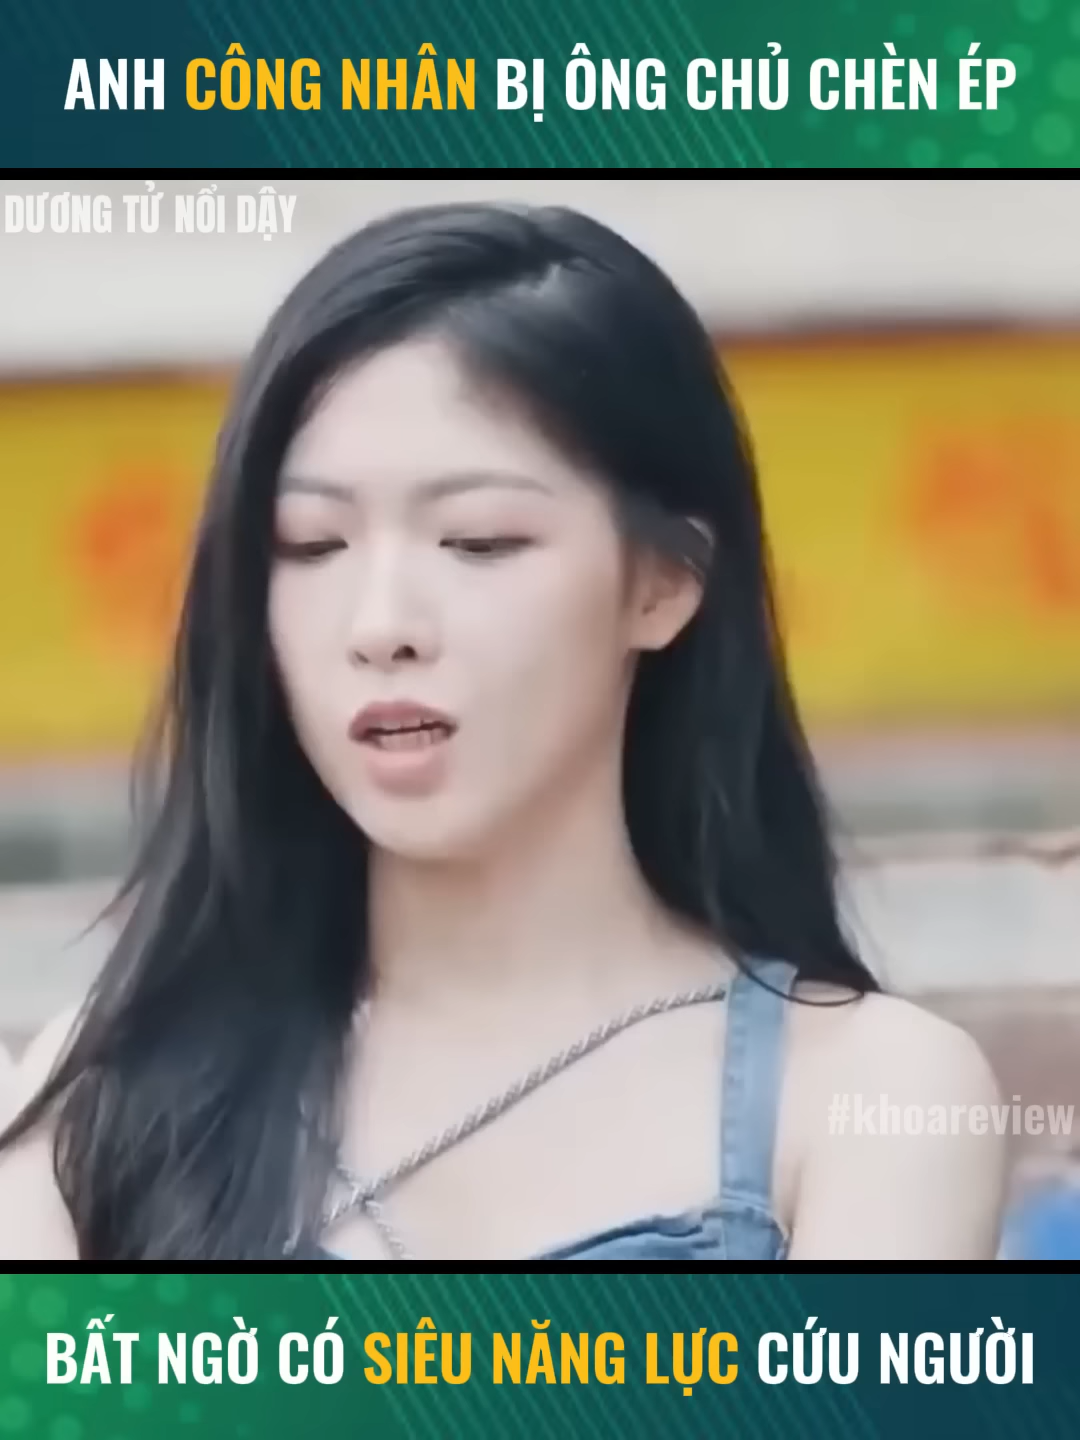 ANH CÔNG NHÂN BỊ ÔNG CHỦ CHÈN ÉP
DƯƠNG TỬ NỔI DẬY
#khoareview
BẤT NGỜ CÓ SIÊU NĂNG LỰC CỨU NGƯỜI